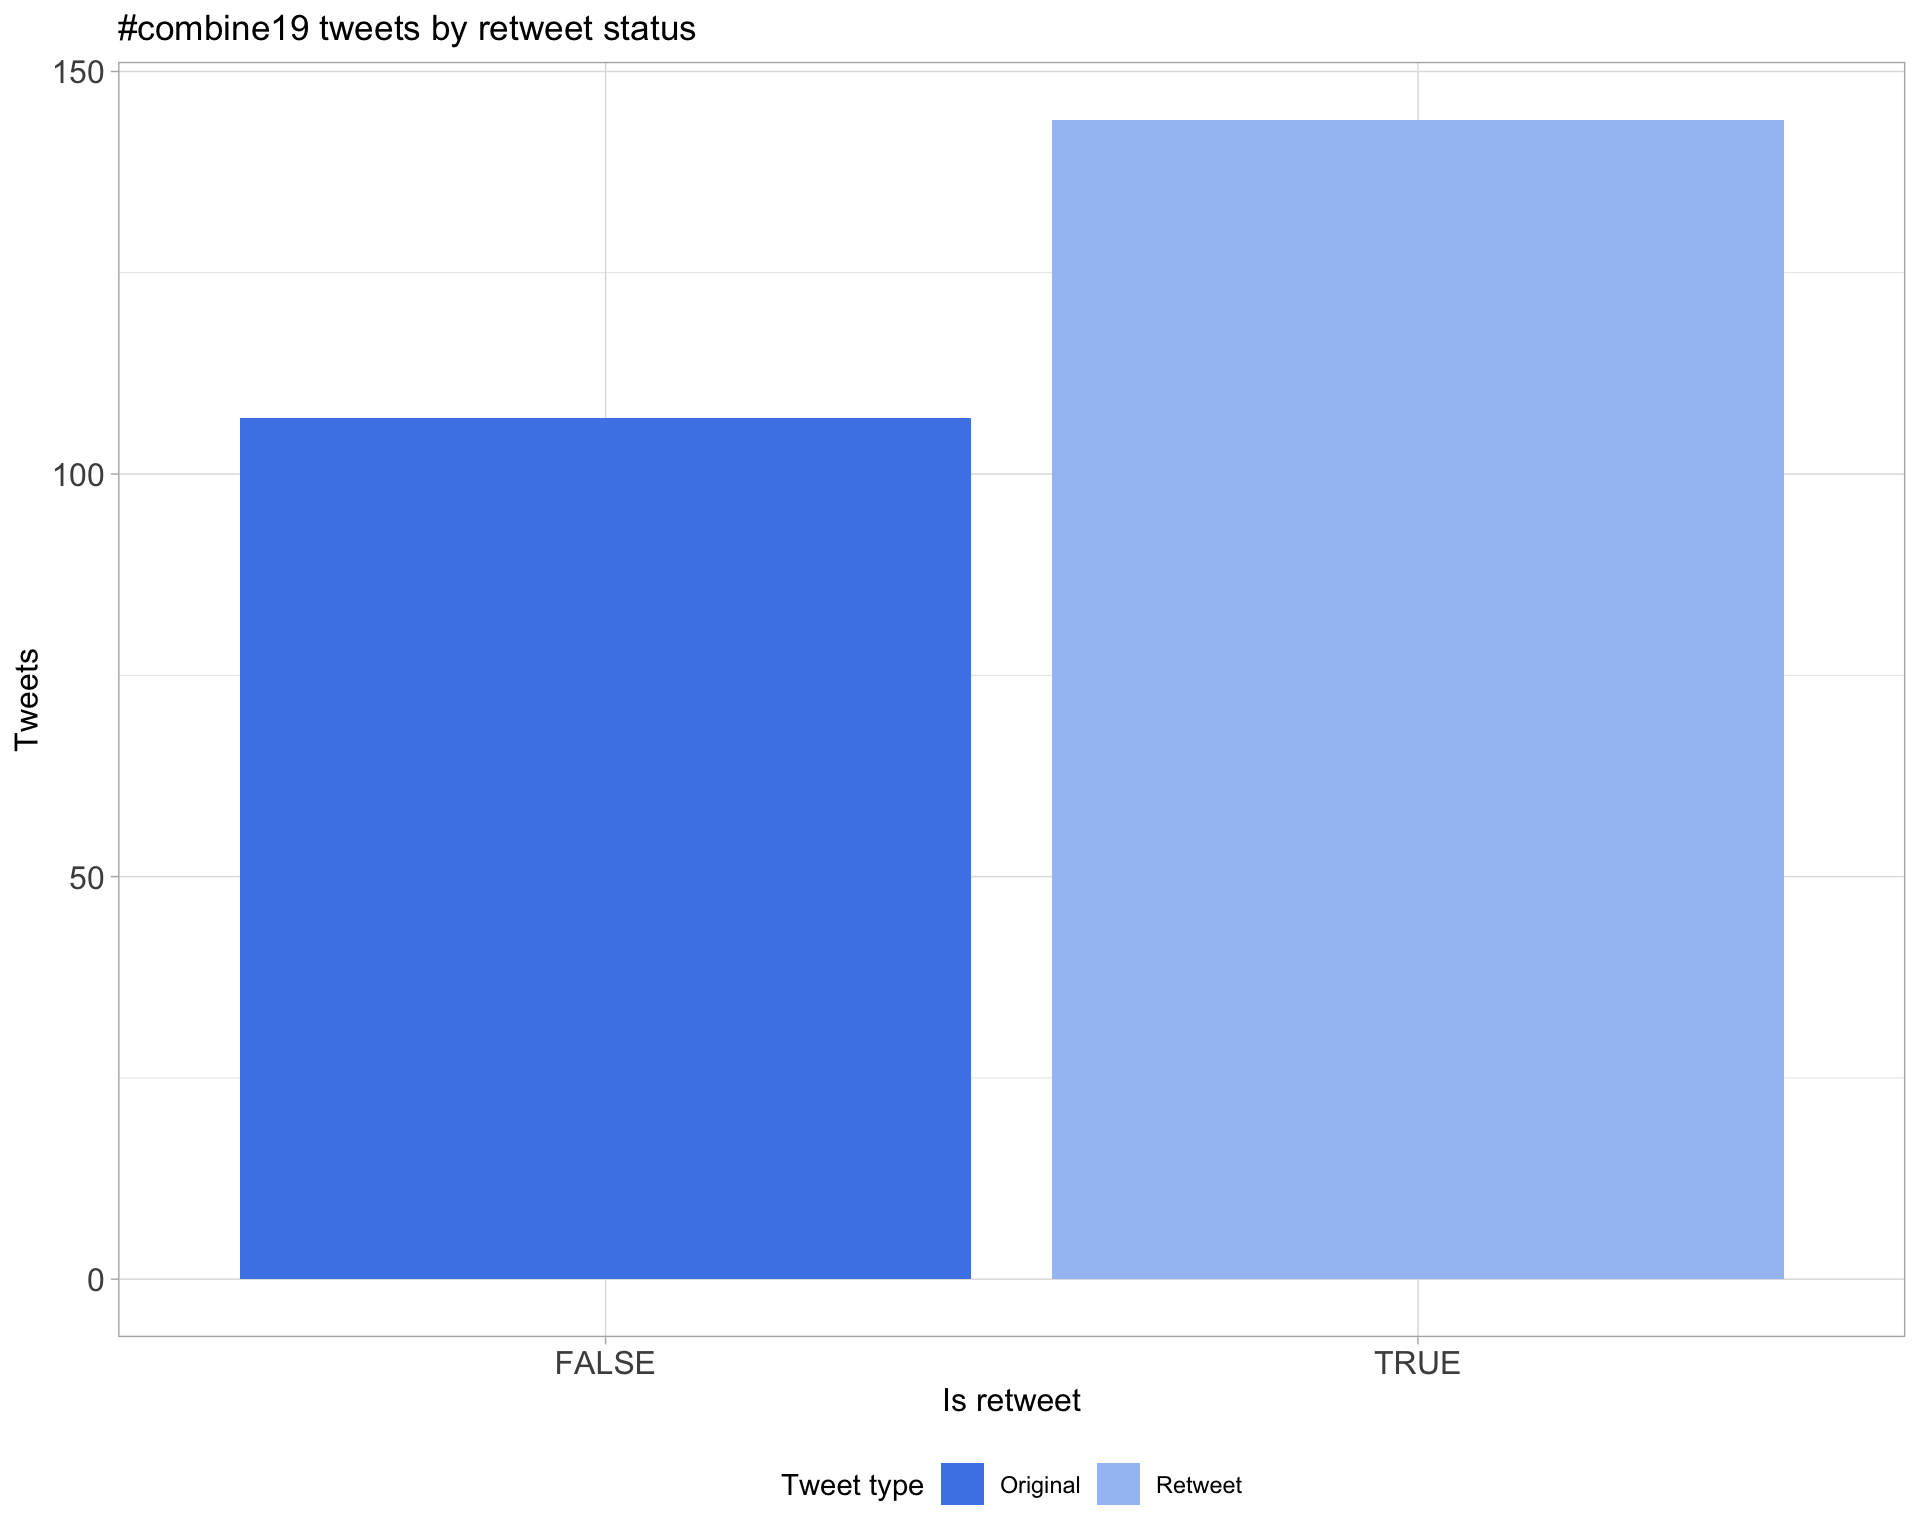 #combine19 tweets by retweet status
150
100
50
0
Tweets
FALSE TRUE
Is retweet
Tweet type Original Retweet